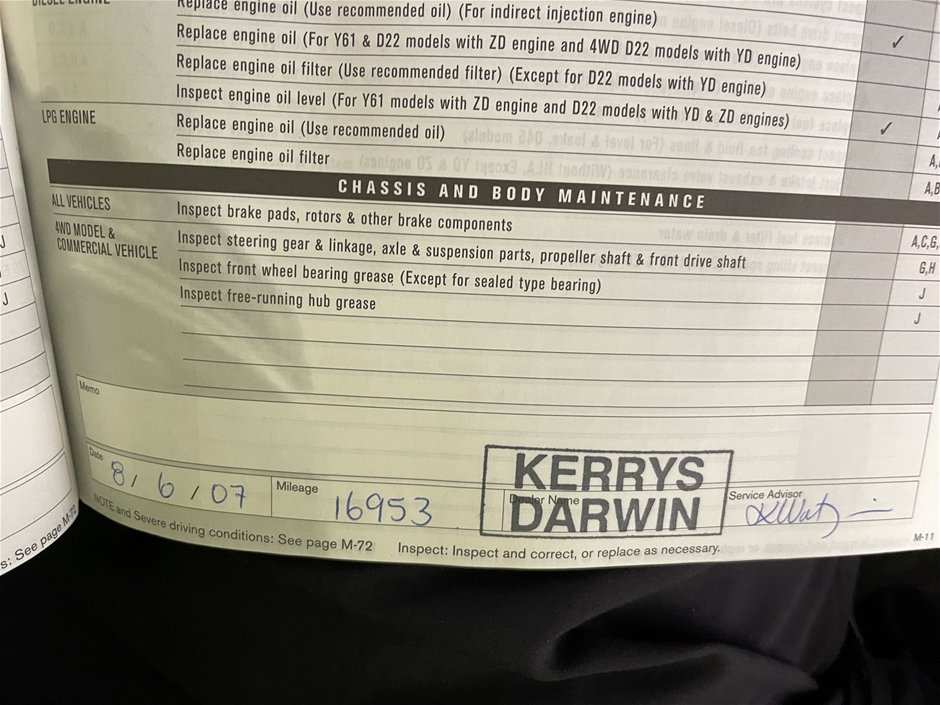 Replace engine oil (Use recommended oil) (For indirect injection engine)
Replace engine oil (For Y61 & D22 models with ZD engine and 4WD D22 models with YD engine) ✓
Replace engine oil filter (Use recommended filter) (Except for D22 models with YD engine)
Inspect engine oil level (For Y61 models with ZD engine and D22 models with YD & ZD engines)
LPG ENGINE
Replace engine oil (Use recommended oil) ✓
Replace engine oil filter
A,B
CHASSIS AND BODY MAINTENANCE
ALL VEHICLES
Inspect brake pads, rotors & other brake components
4WD MODEL &
COMMERCIAL VEHICLE
Inspect steering gear & linkage, axle & suspension parts, propeller shaft & front drive shaft
A,C,G,
Inspect front wheel bearing grease (Except for sealed type bearing)
G,H
Inspect free-running hub grease
J
J
Memo
Date
8/6/07
Mileage
16953
KERRYS
Dealer Name
DARWIN
Service Advisor
NOTE and Severe driving conditions: See page M-72
Inspect: Inspect and correct, or replace as necessary.
M-11
J
J
s: See page M-72